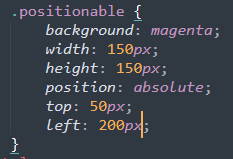 .positionable {
background: magenta;
width: 150px;
height: 150px;
position: absolute;
top: 50px;
left: 200px;
}